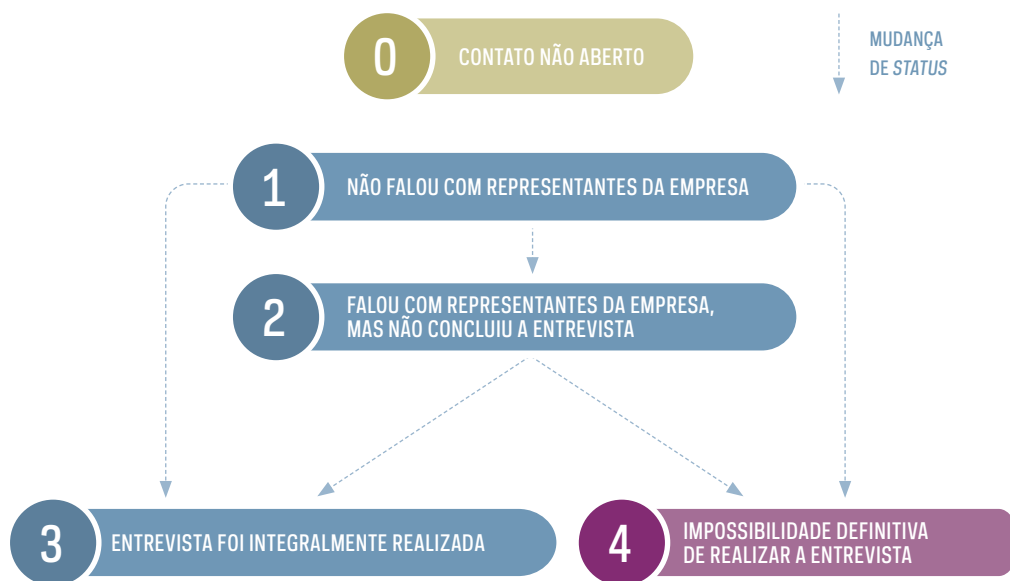 0
CONTATO NÃO ABERTO
MUDANÇA
DE STATUS
1
NÃO FALOU COM REPRESENTANTES DA EMPRESA
2
FALOU COM REPRESENTANTES DA EMPRESA,
MAS NÃO CONCLUIU A ENTREVISTA
3
ENTREVISTA FOI INTEGRALMENTE REALIZADA
4
IMPOSSIBILIDADE DEFINITIVA
DE REALIZAR A ENTREVISTA